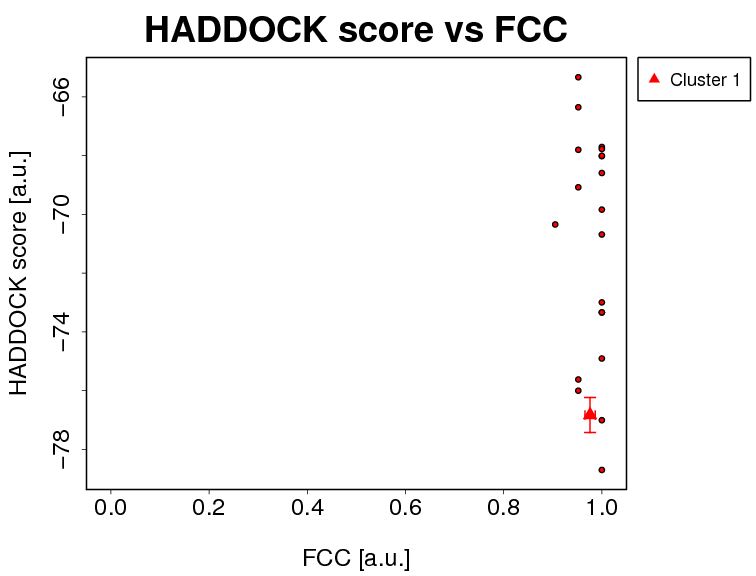 HADDOCK score vs FCC
Cluster 1
HADDOCK score [a.u.]
−66
−70
−74
−78
0.0 0.2 0.4 0.6 0.8 1.0
FCC [a.u.]